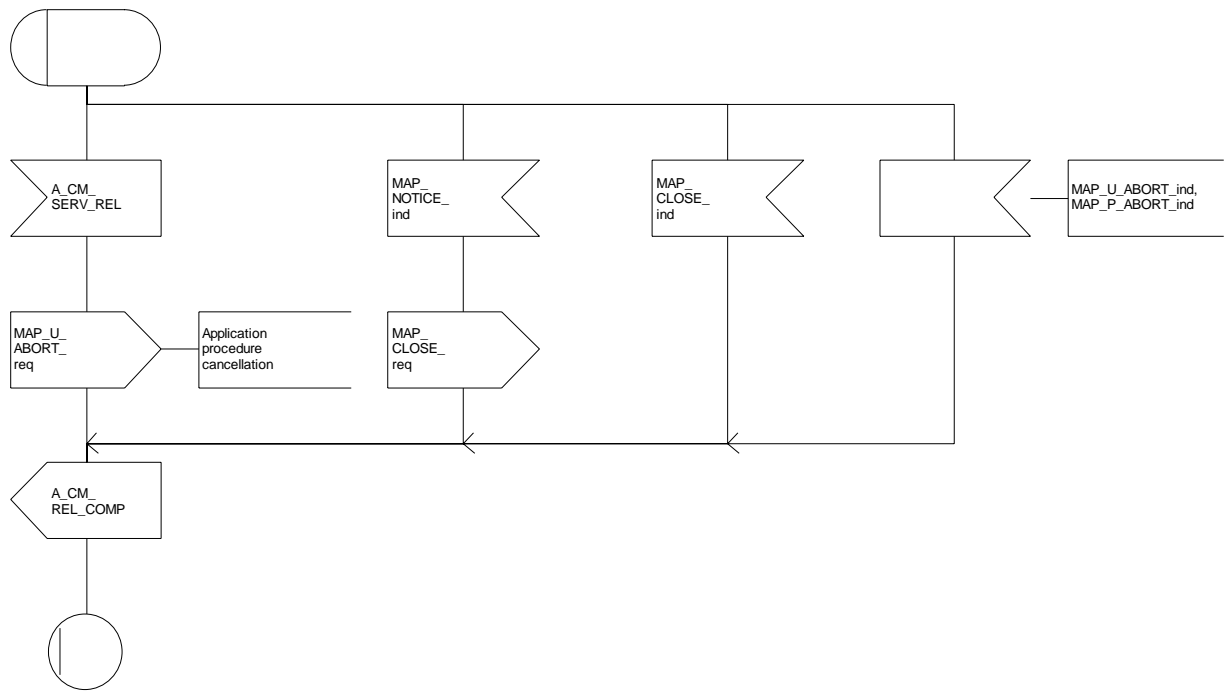 A_CM_
SERV_REL
MAP_
NOTICE_
ind
MAP_
CLOSE_
ind
MAP_U_ABORT_ind,
MAP_P_ABORT_ind
MAP_U_
ABORT_
req
Application
procedure
cancellation
MAP_
CLOSE_
req
A_CM_
REL_COMP